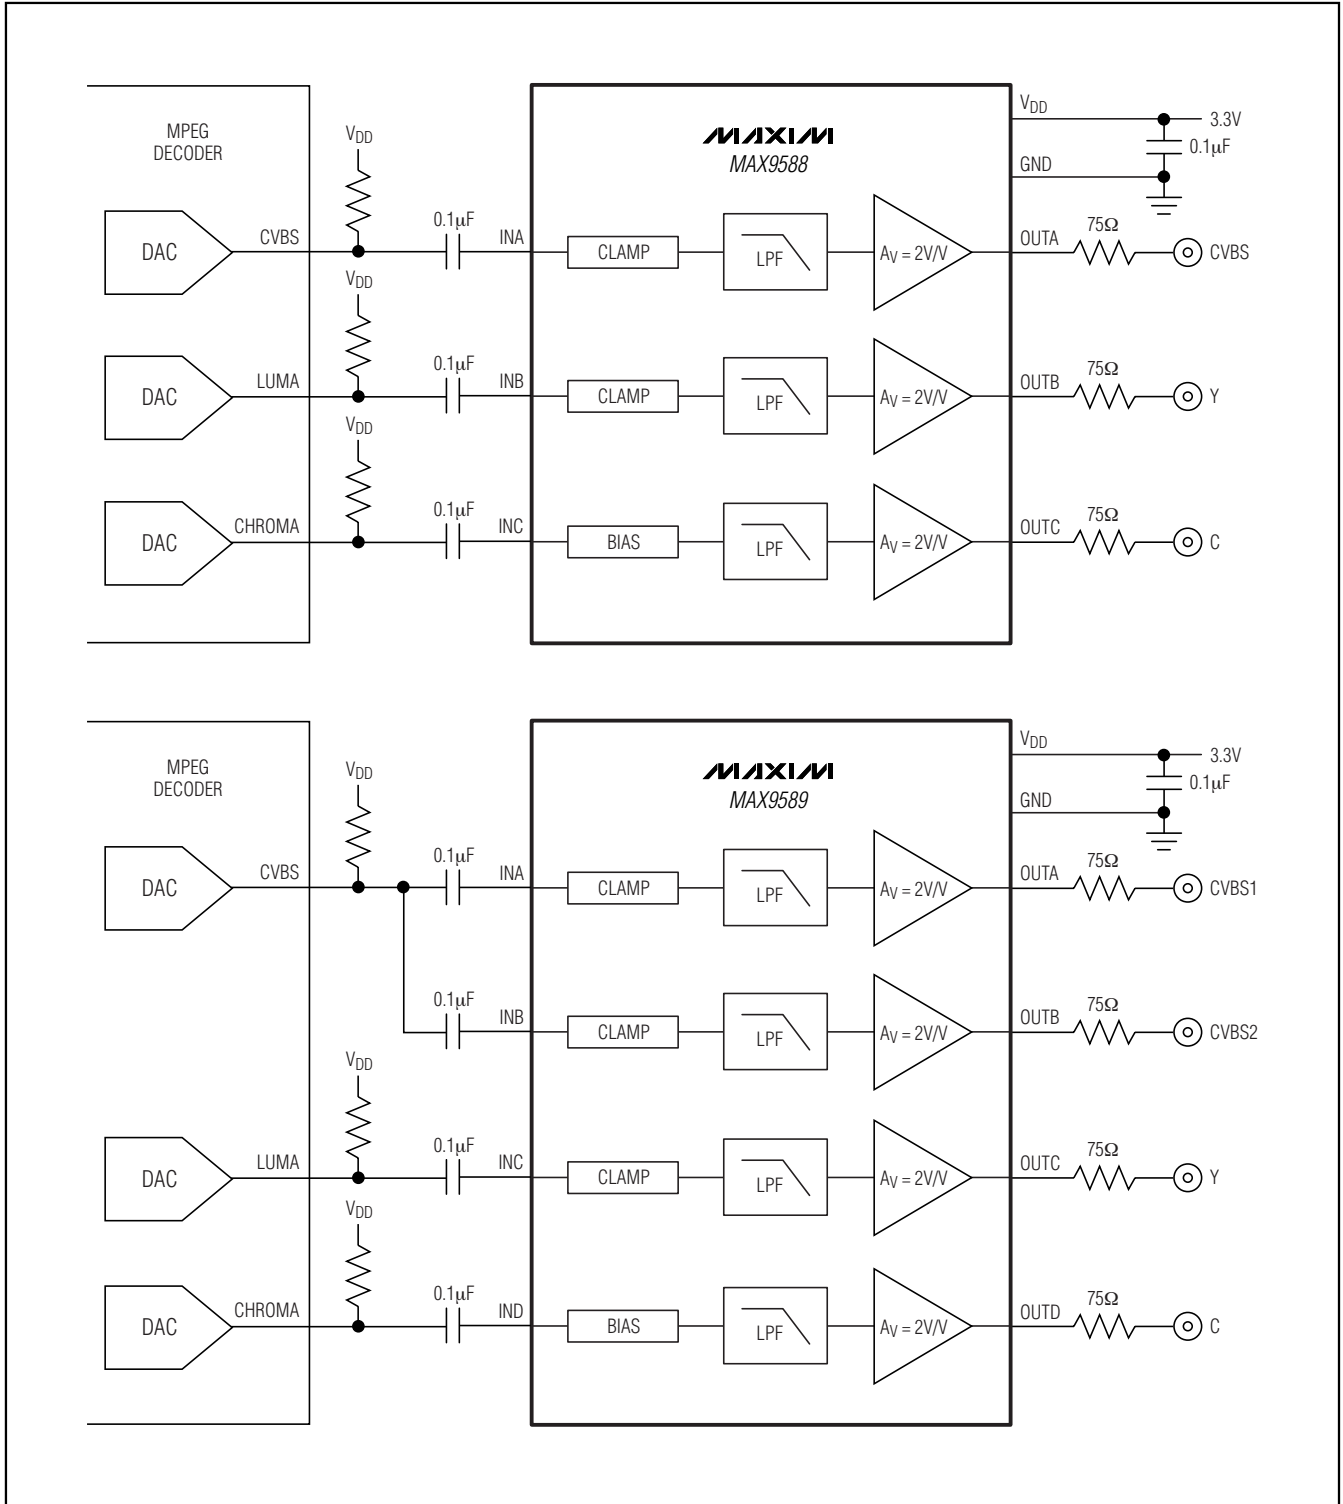 MPEG
DECODER
VDD
MAXIM
MAX9588
VDD
3.3V
0.1µF
GND
DAC
CVBS
0.1µF
INA
CLAMP
LPF
AV = 2V/V
OUTA
75Ω
CVBS
VDD
DAC
LUMA
0.1µF
INB
CLAMP
LPF
AV = 2V/V
OUTB
75Ω
Y
VDD
DAC
CHROMA
0.1µF
INC
BIAS
LPF
AV = 2V/V
OUTC
75Ω
C
MPEG
DECODER
VDD
MAXIM
MAX9589
VDD
3.3V
0.1µF
GND
DAC
CVBS
0.1µF
INA
CLAMP
LPF
AV = 2V/V
OUTA
75Ω
CVBS1
0.1µF
INB
CLAMP
LPF
AV = 2V/V
OUTB
75Ω
CVBS2
VDD
DAC
LUMA
0.1µF
INC
CLAMP
LPF
AV = 2V/V
OUTC
75Ω
Y
VDD
DAC
CHROMA
0.1µF
IND
BIAS
LPF
AV = 2V/V
OUTD
75Ω
C